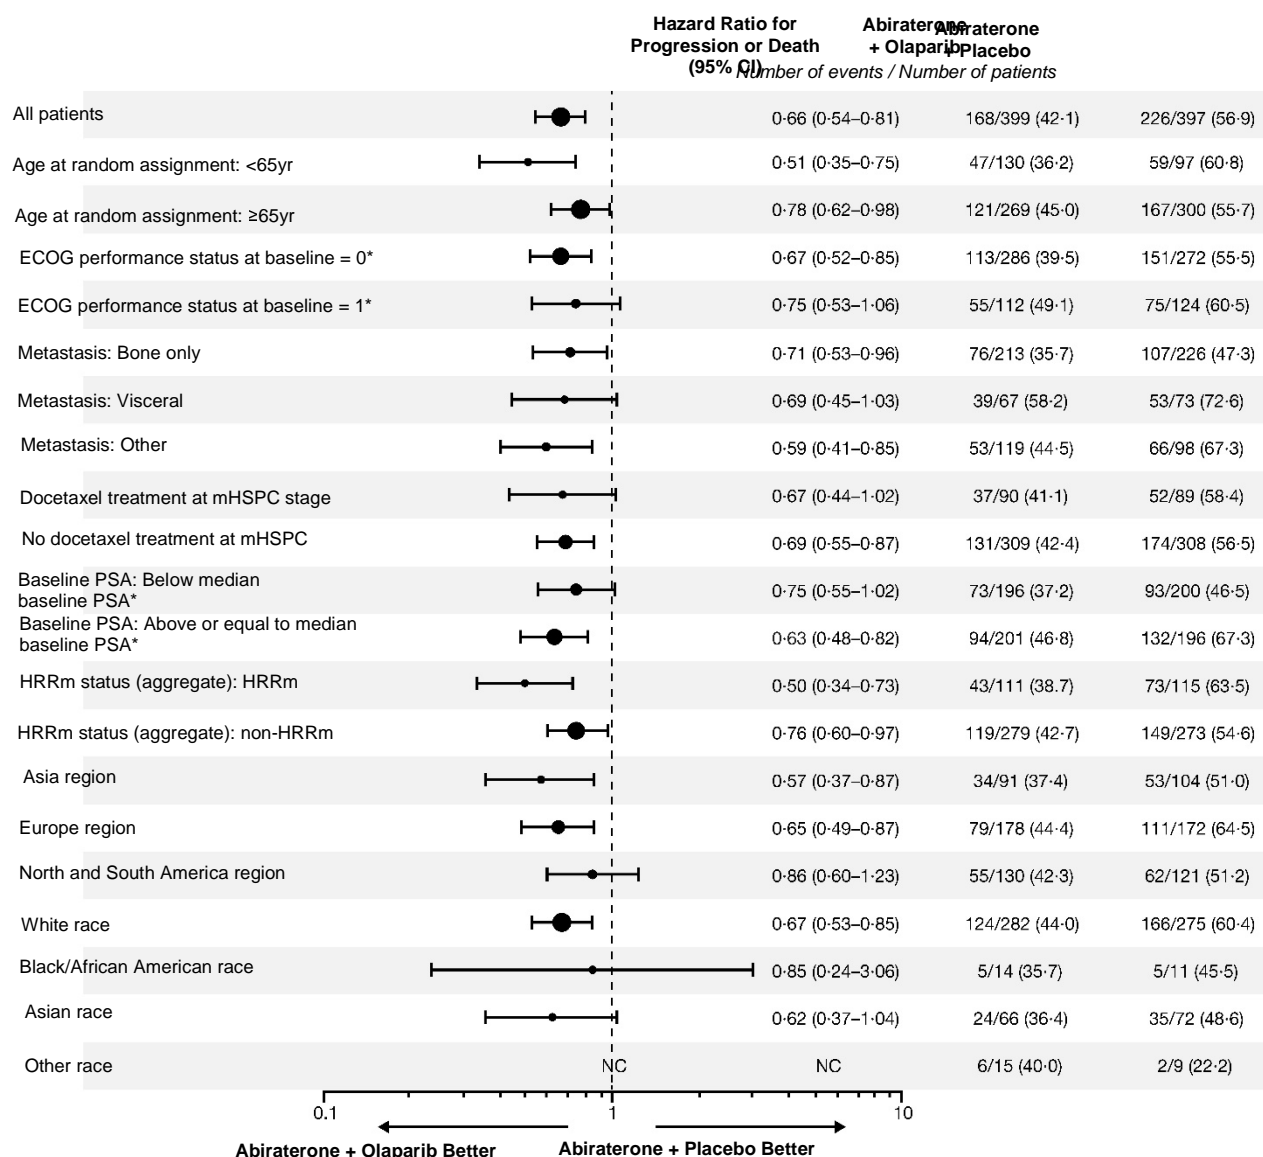 Hazard Ratio for
Progression or Death
(95% CI)
Abiraterone
+ Olaparib
Abiraterone
+ Placebo
Number of events / Number of patients
All patients 0·66 (0·54–0·81) 168/399 (42·1) 226/397 (56·9)
Age at random assignment: <65yr 0·51 (0·35–0·75) 47/130 (36·2) 59/97 (60·8)
Age at random assignment: ≥65yr 0·78 (0·62–0·98) 121/269 (45·0) 167/300 (55·7)
ECOG performance status at baseline = 0* 0·67 (0·52–0·85) 113/286 (39·5) 151/272 (55·5)
ECOG performance status at baseline = 1* 0·75 (0·53–1·06) 55/112 (49·1) 75/124 (60·5)
Metastasis: Bone only 0·71 (0·53–0·96) 76/213 (35·7) 107/226 (47·3)
Metastasis: Visceral 0·69 (0·45–1·03) 39/67 (58·2) 53/73 (72·6)
Metastasis: Other 0·59 (0·41–0·85) 53/119 (44·5) 66/98 (67·3)
Docetaxel treatment at mHSPC stage 0·67 (0·44–1·02) 37/90 (41·1) 52/89 (58·4)
No docetaxel treatment at mHSPC 0·69 (0·55–0·87) 131/309 (42·4) 174/308 (56·5)
Baseline PSA: Below median
baseline PSA* 0·75 (0·55–1·02) 73/196 (37·2) 93/200 (46·5)
Baseline PSA: Above or equal to median
baseline PSA* 0·63 (0·48–0·82) 94/201 (46·8) 132/196 (67·3)
HRRm status (aggregate): HRRm 0·50 (0·34–0·73) 43/111 (38·7) 73/115 (63·5)
HRRm status (aggregate): non-HRRm 0·76 (0·60–0·97) 119/279 (42·7) 149/273 (54·6)
Asia region 0·57 (0·37–0·87) 34/91 (37·4) 53/104 (51·0)
Europe region 0·65 (0·49–0·87) 79/178 (44·4) 111/172 (64·5)
North and South America region 0·86 (0·60–1·23) 55/130 (42·3) 62/121 (51·2)
White race 0·67 (0·53–0·85) 124/282 (44·0) 166/275 (60·4)
Black/African American race 0·85 (0·24–3·06) 5/14 (35·7) 5/11 (45·5)
Asian race 0·62 (0·37–1·04) 24/66 (36·4) 35/72 (48·6)
Other race NC NC 6/15 (40·0) 2/9 (22·2)
0.1 1 10
Abiraterone + Olaparib Better Abiraterone + Placebo Better